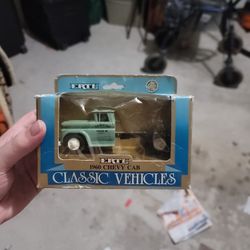 ERTL
ERTL
1960 CHEVY CAB
CLASSIC VEHICLES